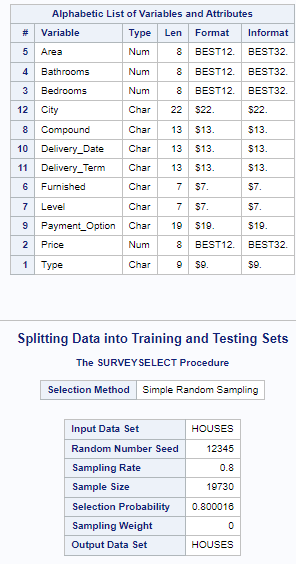 Alphabetic List of Variables and Attributes
# Variable Type Len Format Informat
5 Area Num 8 BEST12. BEST32.
4 Bathrooms Num 8 BEST12. BEST32.
3 Bedrooms Num 8 BEST12. BEST32.
12 City Char 22 $22. $22.
8 Compound Char 13 $13. $13.
10 Delivery_Date Char 13 $13. $13.
11 Delivery_Term Char 13 $13. $13.
6 Furnished Char 7 $7. $7.
7 Level Char 7 $7. $7.
9 Payment_Option Char 19 $19. $19.
2 Price Num 8 BEST12. BEST32.
1 Type Char 9 $9. $9.
Splitting Data into Training and Testing Sets
The SURVEYSELECT Procedure
Selection Method Simple Random Sampling
Input Data Set HOUSES
Random Number Seed 12345
Sampling Rate 0.8
Sample Size 19730
Selection Probability 0.800016
Sampling Weight 0
Output Data Set HOUSES